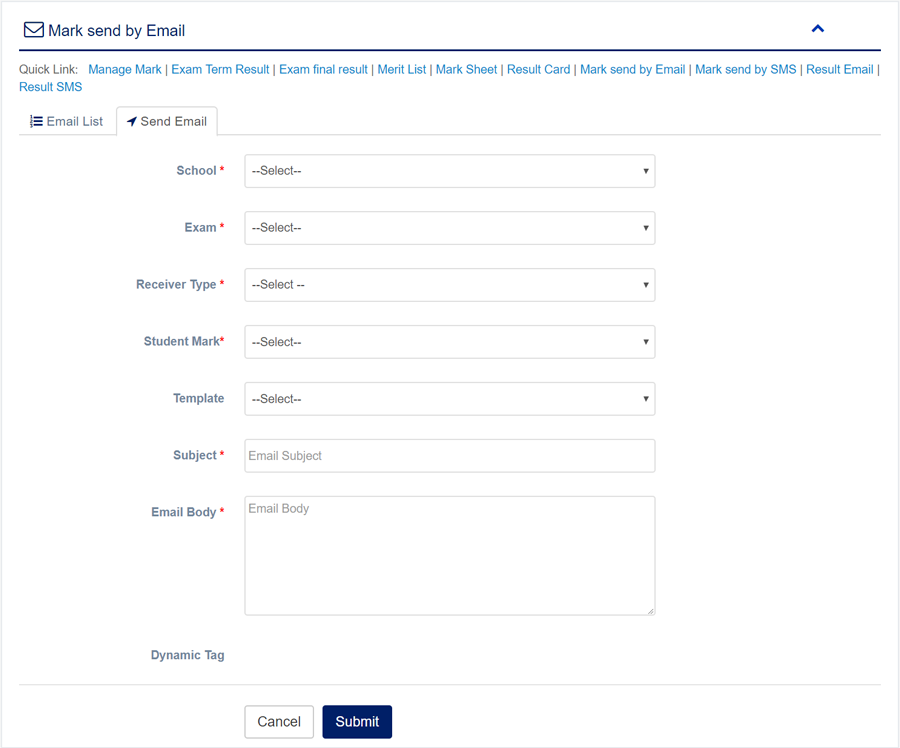 Mark send by Email
Quick Link: Manage Mark | Exam Term Result | Exam final result | Merit List | Mark Sheet | Result Card | Mark send by Email | Mark send by SMS | Result Email |
Result SMS
Email List Send Email
School * --Select--
Exam * --Select--
Receiver Type * --Select --
Student Mark* --Select--
Template --Select--
Subject * Email Subject
Email Body * Email Body
Dynamic Tag
Cancel Submit